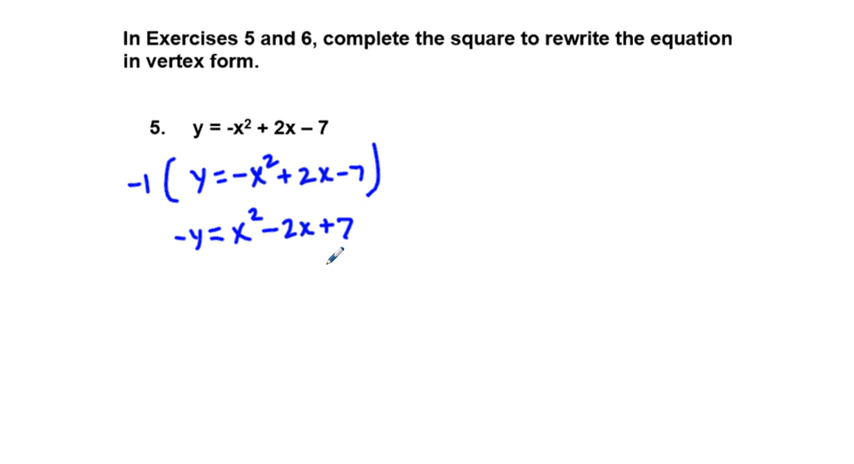 In Exercises 5 and 6, complete the square to rewrite the equation
in vertex form.
5. y = -x² + 2x – 7
-1 ( y = -x² + 2x - 7 )
-y = x² - 2x + 7